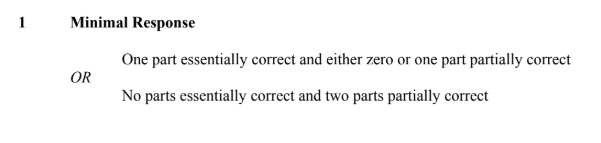 1 Minimal Response
One part essentially correct and either zero or one part partially correct
OR
No parts essentially correct and two parts partially correct